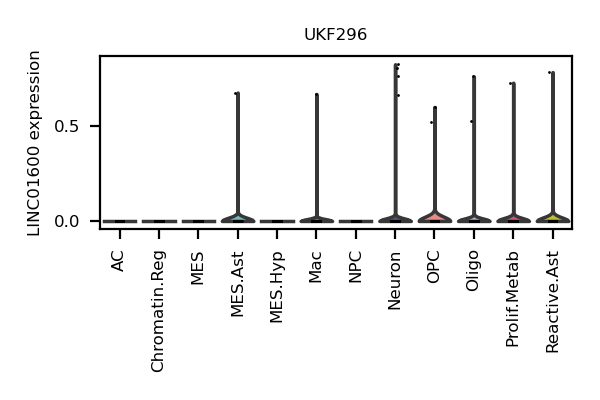 UKF296
LINC01600 expression
0.5
0.0
AC
Chromatin.Reg
MES
MES.Ast
MES.Hyp
Mac
NPC
Neuron
OPC
Oligo
Prolif.Metab
Reactive.Ast